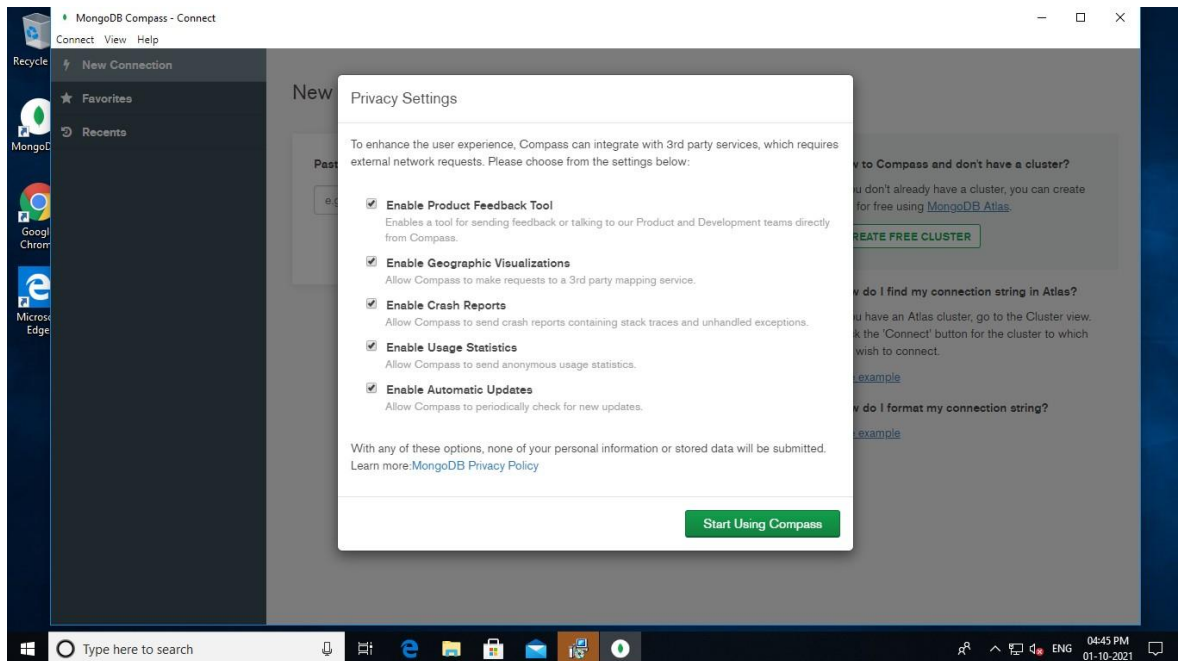 MongoDB Compass - Connect
Connect View Help
Recycle
New Connection
Favorites
Recents
MongoD
Googl
Chrom
Microso
Edge
New
Past
e.g
Privacy Settings
To enhance the user experience, Compass can integrate with 3rd party services, which requires
external network requests. Please choose from the settings below:
Enable Product Feedback Tool
Enables a tool for sending feedback or talking to our Product and Development teams directly
from Compass.
Enable Geographic Visualizations
Allow Compass to make requests to a 3rd party mapping service.
Enable Crash Reports
Allow Compass to send crash reports containing stack traces and unhandled exceptions.
Enable Usage Statistics
Allow Compass to send anonymous usage statistics.
Enable Automatic Updates
Allow Compass to periodically check for new updates.
With any of these options, none of your personal information or stored data will be submitted.
Learn more:MongoDB Privacy Policy
Start Using Compass
w to Compass and don't have a cluster?
u don't already have a cluster, you can create
for free using MongoDB Atlas.
REATE FREE CLUSTER
w do I find my connection string in Atlas?
u have an Atlas cluster, go to the Cluster view.
k the 'Connect' button for the cluster to which
wish to connect.
example
w do I format my connection string?
example
Type here to search
ENG
04:45 PM
01-10-2021